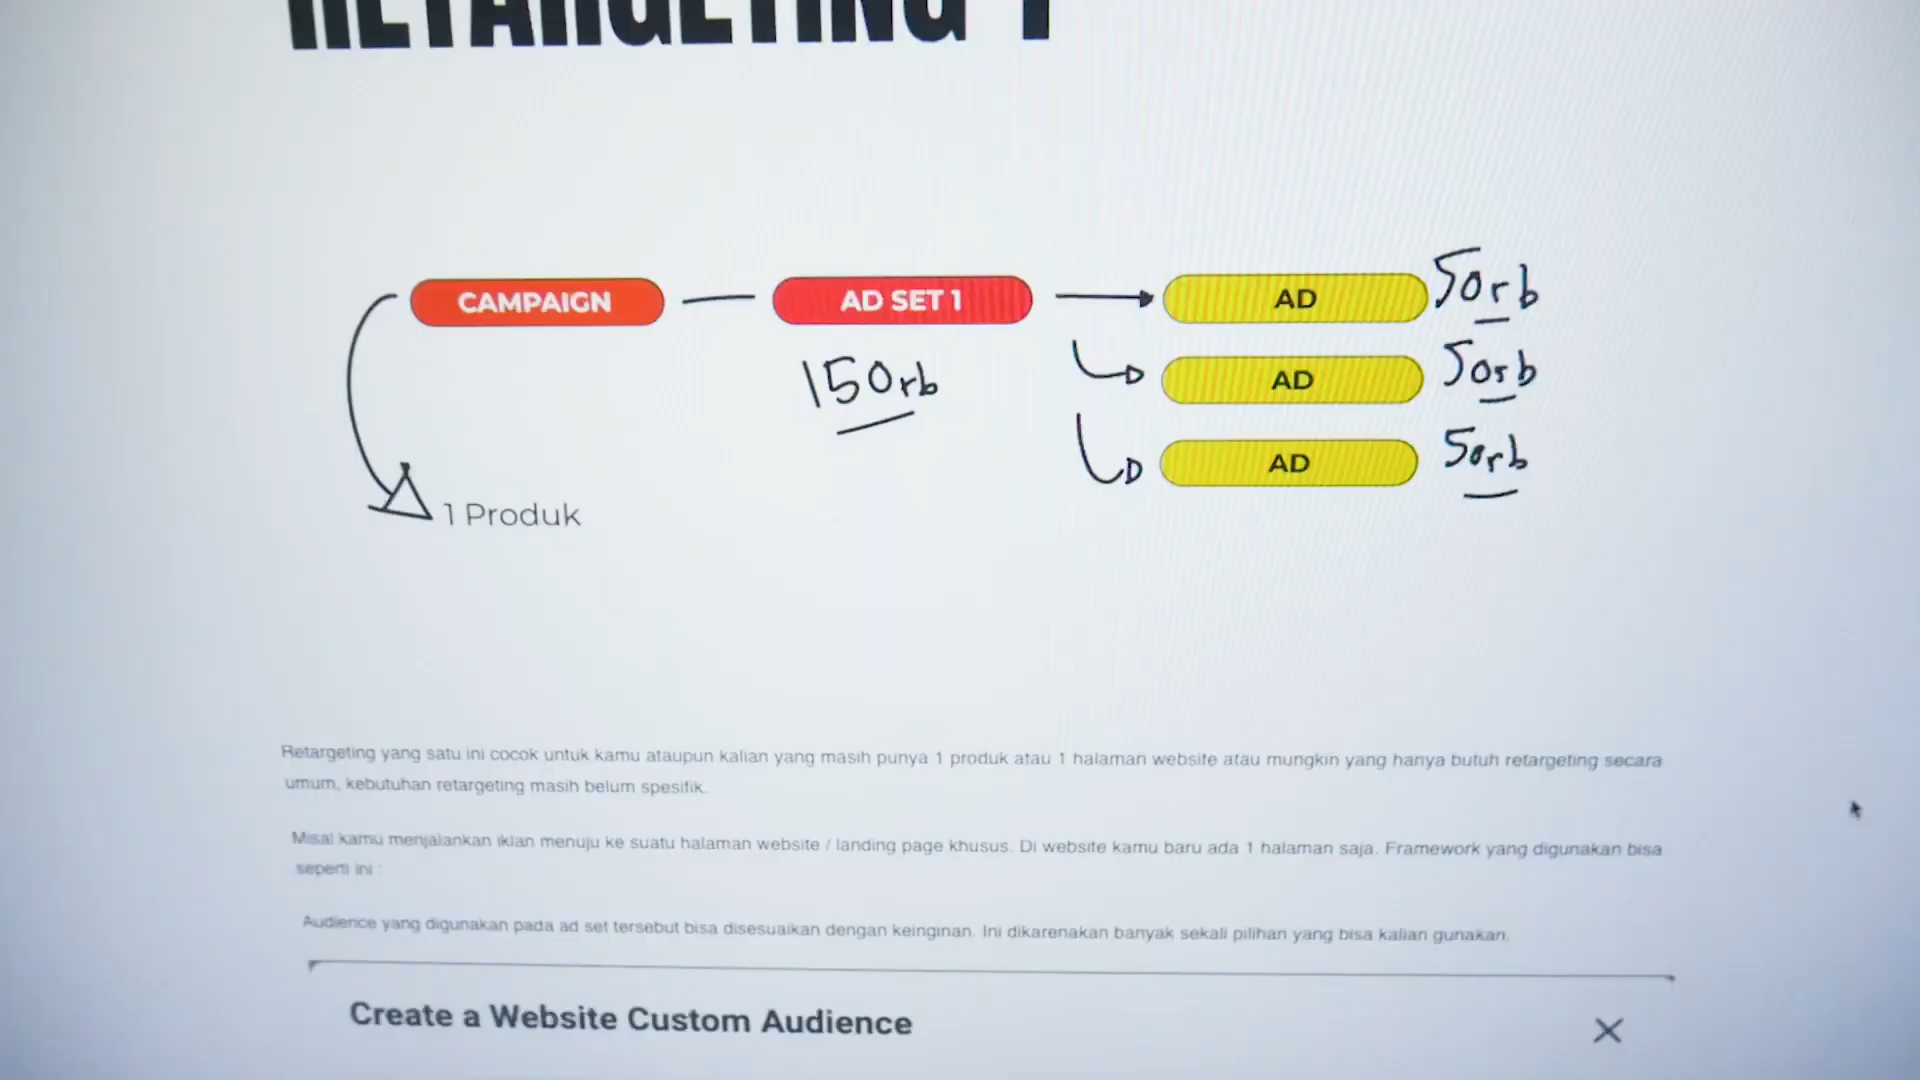 RETARGETING 1
CAMPAIGN
AD SET 1
AD
50rb
150rb
AD
50rb
AD
50rb
1 Produk
Retargeting yang satu ini cocok untuk kamu ataupun kalian yang masih punya 1 produk atau 1 halaman website atau mungkin yang hanya butuh retargeting secara
umum, kebutuhan retargeting masih belum spesifik.
Misal kamu menjalankan iklan menuju ke suatu halaman website / landing page khusus. Di website kamu baru ada 1 halaman saja. Framework yang digunakan bisa
seperti ini :
Audience yang digunakan pada ad set tersebut bisa disesuaikan dengan keinginan. Ini dikarenakan banyak sekali pilihan yang bisa kalian gunakan.
Create a Website Custom Audience